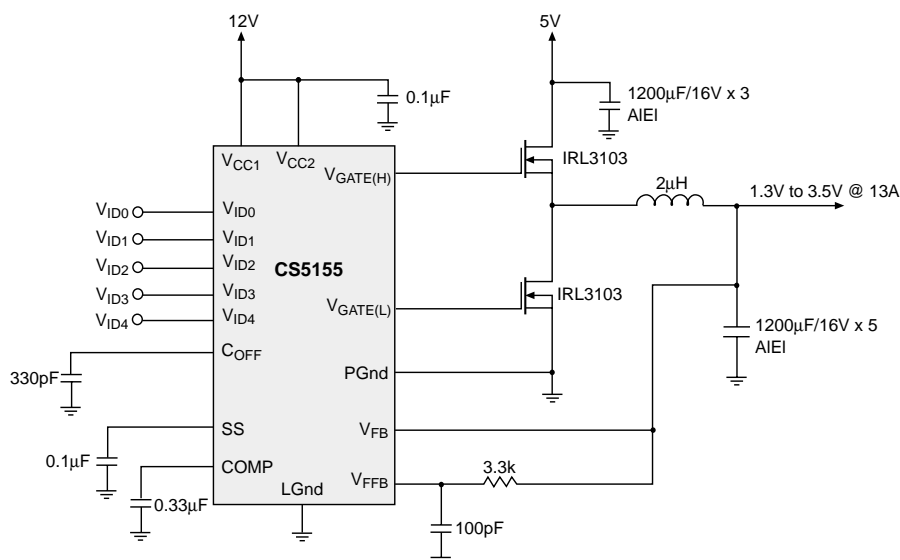 12V
5V
0.1µF
1200µF/16V x 3
AlEl
VCC1
VCC2
VGATE(H)
IRL3103
2µH
1.3V to 3.5V @ 13A
VID0
VID0
VID1
VID1
VID2
VID2
CS5155
VID3
VID3
VGATE(L)
IRL3103
VID4
VID4
1200µF/16V x 5
AlEl
COFF
330pF
PGnd
SS
VFB
0.1µF
COMP
VFFB
3.3k
0.33µF
LGnd
100pF